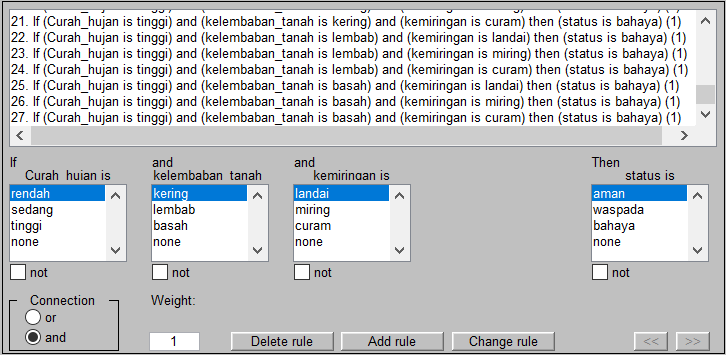 21. If (Curah_hujan is tinggi) and (kelembaban_tanah is kering) and (kemiringan is curam) then (status is bahaya) (1)
22. If (Curah_hujan is tinggi) and (kelembaban_tanah is lembab) and (kemiringan is landai) then (status is bahaya) (1)
23. If (Curah_hujan is tinggi) and (kelembaban_tanah is lembab) and (kemiringan is miring) then (status is bahaya) (1)
24. If (Curah_hujan is tinggi) and (kelembaban_tanah is lembab) and (kemiringan is curam) then (status is bahaya) (1)
25. If (Curah_hujan is tinggi) and (kelembaban_tanah is basah) and (kemiringan is landai) then (status is bahaya) (1)
26. If (Curah_hujan is tinggi) and (kelembaban_tanah is basah) and (kemiringan is miring) then (status is bahaya) (1)
27. If (Curah_hujan is tinggi) and (kelembaban_tanah is basah) and (kemiringan is curam) then (status is bahaya) (1)
If and and Then
Curah_hujan is kelembaban_tanah kemiringan is status is
rendah kering landai aman
sedang lembab miring waspada
tinggi basah curam bahaya
none none none none
not not not not
Connection Weight:
or
and 1 Delete rule Add rule Change rule << >>